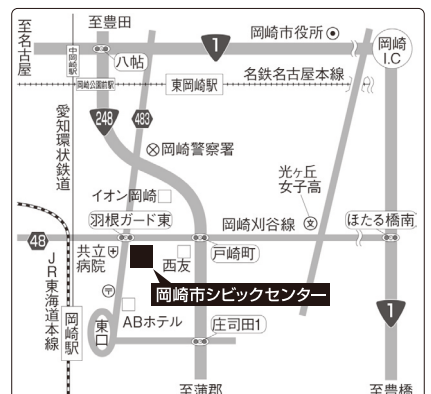 至豊田
岡崎市役所
至名古屋
中岡崎駅
八帖
1
岡崎
I.C
岡崎公園前駅
東岡崎駅
名鉄名古屋本線
愛知環状鉄道
248
483
岡崎警察署
光ヶ丘
女子高
文
イオン岡崎
羽根ガード東
岡崎刈谷線
ほたる橋南
48
共立
病院
西友
戸崎町
JR東海道本線
岡崎市シビックセンター
〒
岡崎駅
東口
ABホテル
庄司田1
1
至蒲郡
至豊橋